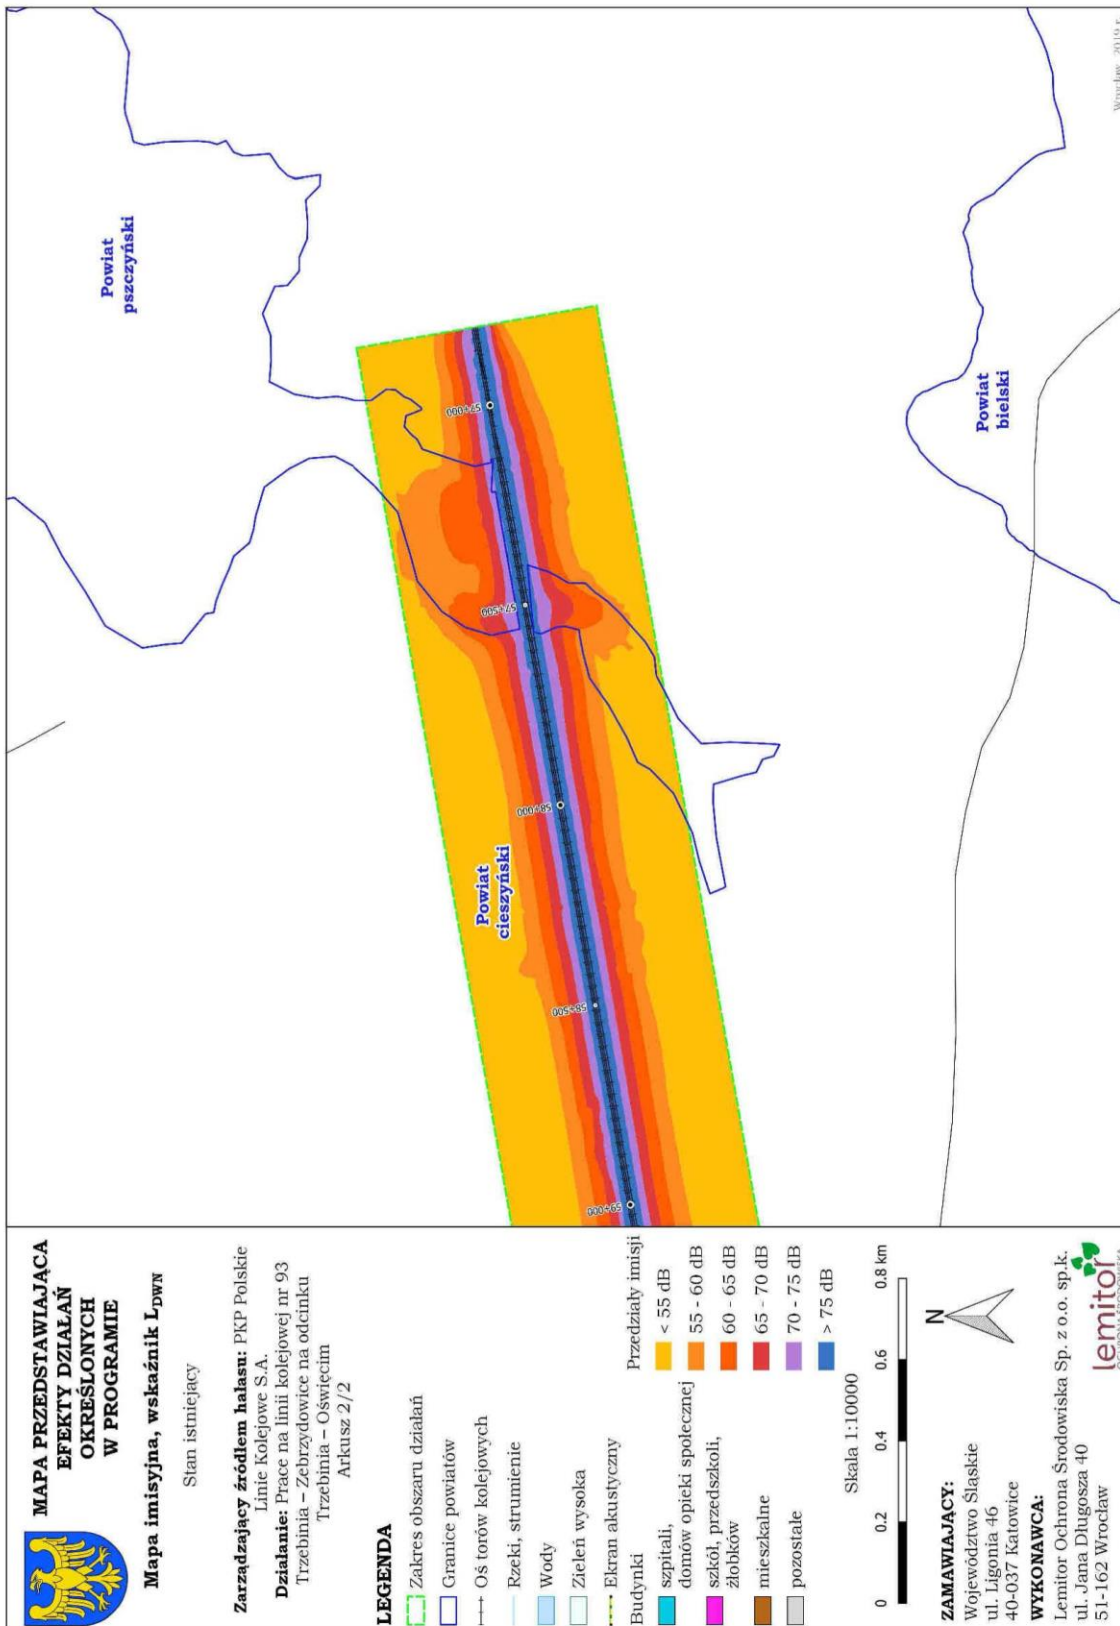 MAPA PRZEDSTAWIAJĄCA
EFEKTY DZIAŁAŃ
OKREŚLONYCH
W PROGRAMIE
Mapa imisyjna, wskaźnik LDWN
Stan istniejący
Zarządzający źródłem hałasu: PKP Polskie
Linie Kolejowe S.A.
Działanie: Prace na linii kolejowej nr 93
Trzebinia – Zebrzydowice na odcinku
Trzebinia – Oświęcim
Arkusz 2/2
LEGENDA
Zakres obszaru działań
Granice powiatów
Oś torów kolejowych
Rzeki, strumienie
Wody
Zieleń wysoka
Ekran akustyczny
Budynki
szpitali,
domów opieki społecznej
szkół, przedszkoli,
żłobków
mieszkalne
pozostałe
Przedziały imisji
< 55 dB
55 - 60 dB
60 - 65 dB
65 - 70 dB
70 - 75 dB
> 75 dB
Skala 1:10000
0 0.2 0.4 0.6 0.8 km
N
ZAMAWIAJĄCY:
Województwo Śląskie
ul. Ligonia 46
40-037 Katowice
WYKONAWCA:
Lemitor Ochrona Środowiska Sp. z o.o. sp.k.
ul. Jana Długosza 40
51-162 Wrocław
lemitor
Powiat
pszczyński
Powiat
cieszyński
Powiat
bielski
57+000
57+500
58+000
58+500
59+000
Wrocław, 2019 r.